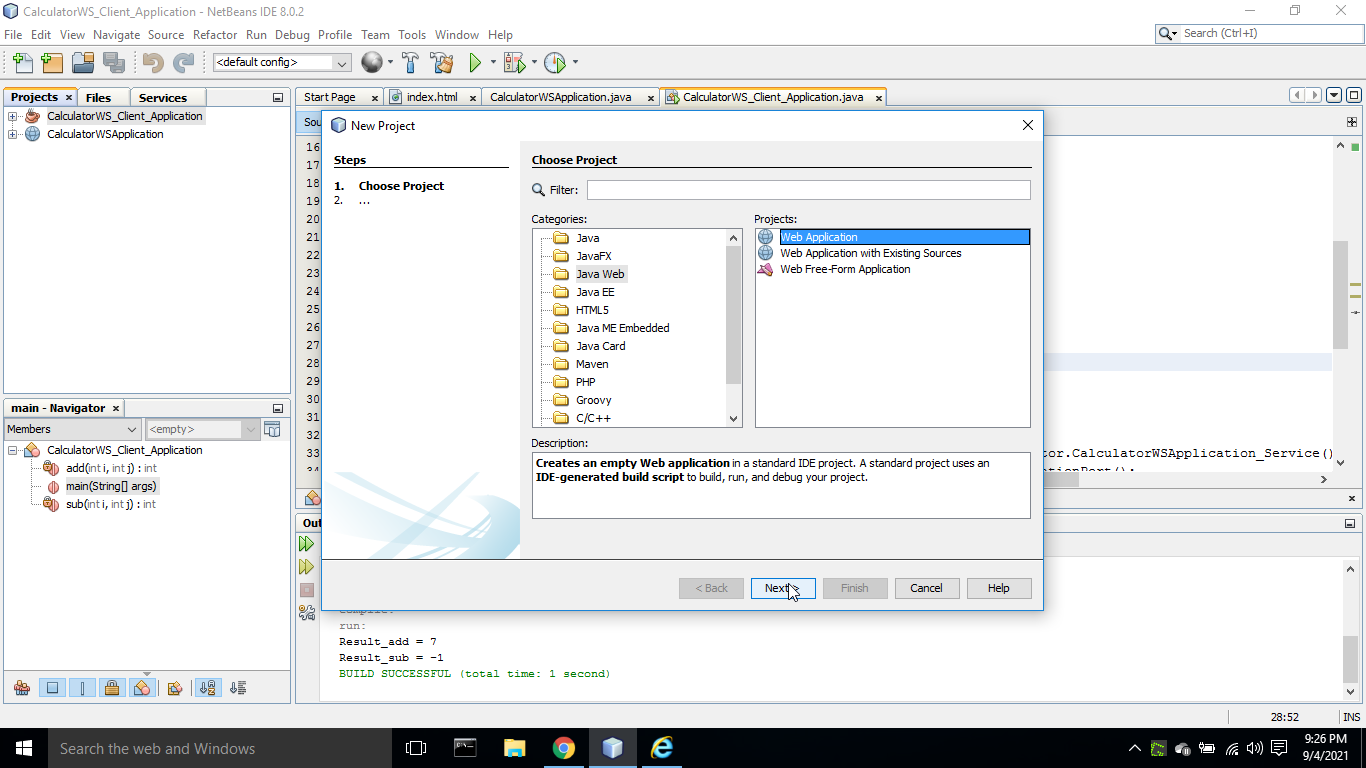 CalculatorWS_Client_Application - NetBeans IDE 8.0.2
File Edit View Navigate Source Refactor Run Debug Profile Team Tools Window Help
Search (Ctrl+I)
<default config>
Projects Files Services
Start Page index.html CalculatorWSApplication.java CalculatorWS_Client_Application.java
CalculatorWS_Client_Application
CalculatorWSApplication
Sou
New Project
Steps
1. Choose Project
2. ...
Choose Project
Filter:
Categories:
Java
JavaFX
Java Web
Java EE
HTML5
Java ME Embedded
Java Card
Maven
PHP
Groovy
C/C++
Projects:
Web Application
Web Application with Existing Sources
Web Free-Form Application
Description:
Creates an empty Web application in a standard IDE project. A standard project uses an
IDE-generated build script to build, run, and debug your project.
< Back Next > Finish Cancel Help
16
17
18
19
20
21
22
23
24
25
26
27
28
29
30
31
32
33
34
tor.CalculatorWSApplication_Service()
main - Navigator
Members <empty>
CalculatorWS_Client_Application
add(int i, int j) : int
main(String[] args)
sub(int i, int j) : int
Out
compile:
run:
Result_add = 7
Result_sub = -1
BUILD SUCCESSFUL (total time: 1 second)
28:52 INS
Search the web and Windows
9:26 PM
9/4/2021